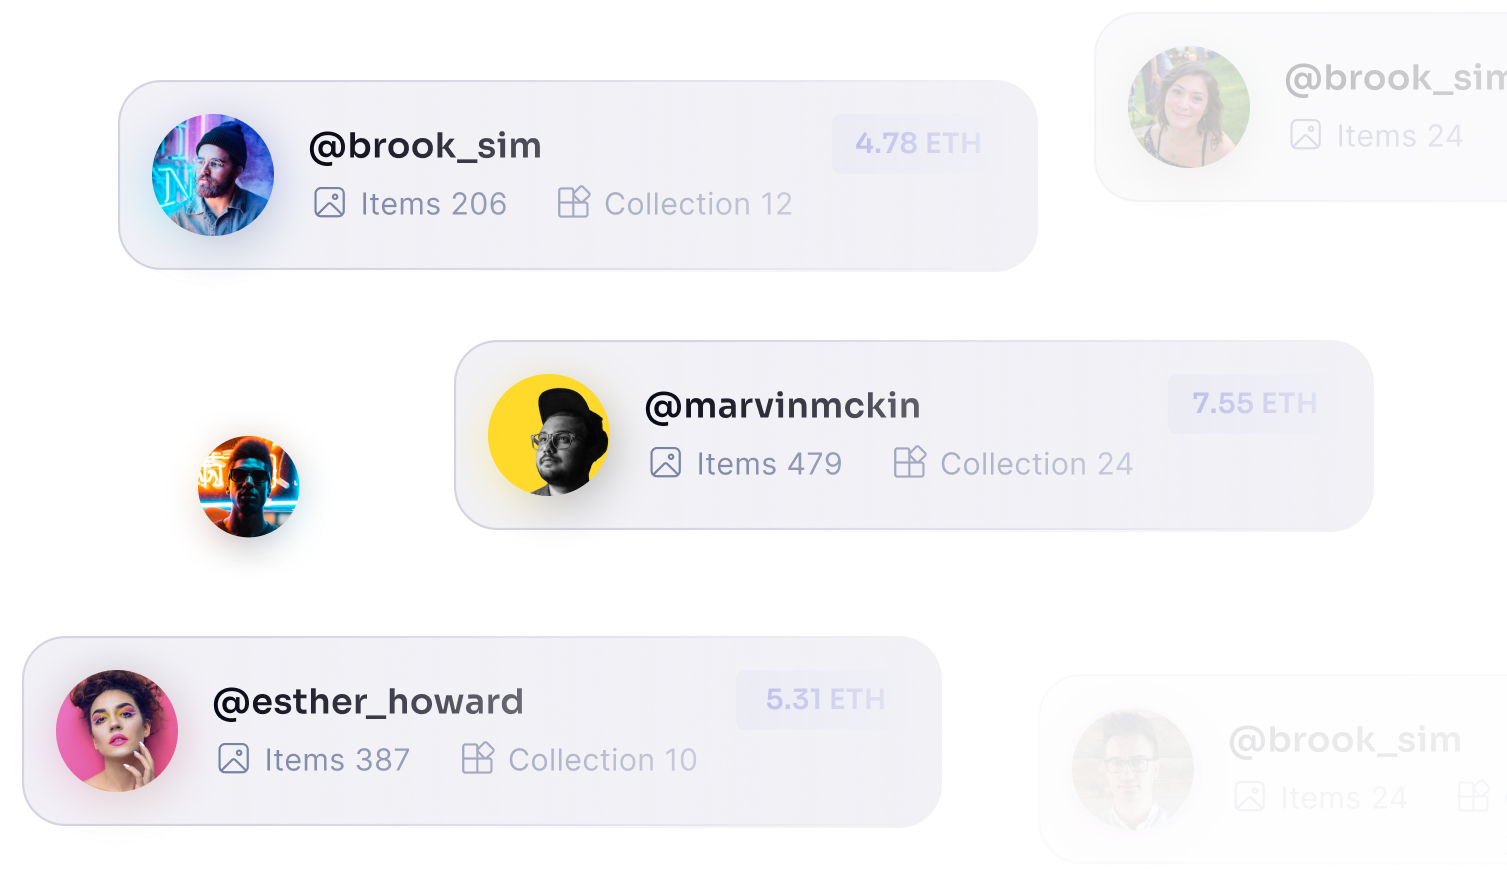 @brook_sim
Items 24
@brook_sim
4.78 ETH
Items 206 Collection 12
@marvinmckin
7.55 ETH
Items 479 Collection 24
@esther_howard
5.31 ETH
Items 387 Collection 10
@brook_sim
Items 24